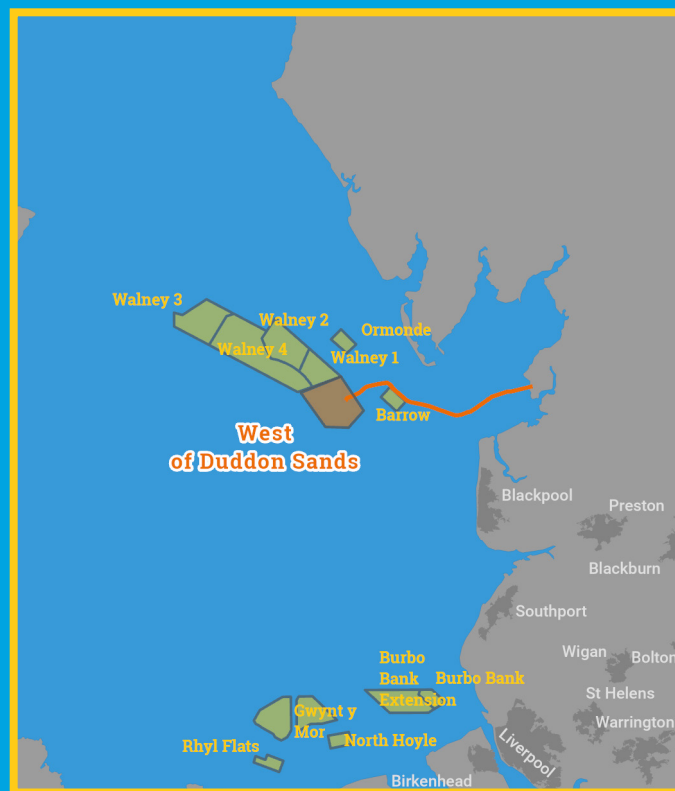 Walney 3
Walney 2
Ormonde
Walney 4
Walney 1
Barrow
West
of Duddon Sands
Blackpool
Preston
Blackburn
Southport
Wigan
Bolton
Burbo
Bank
Extension
Burbo Bank
St Helens
Warrington
Gwynt y
Mor
North Hoyle
Rhyl Flats
Liverpool
Birkenhead